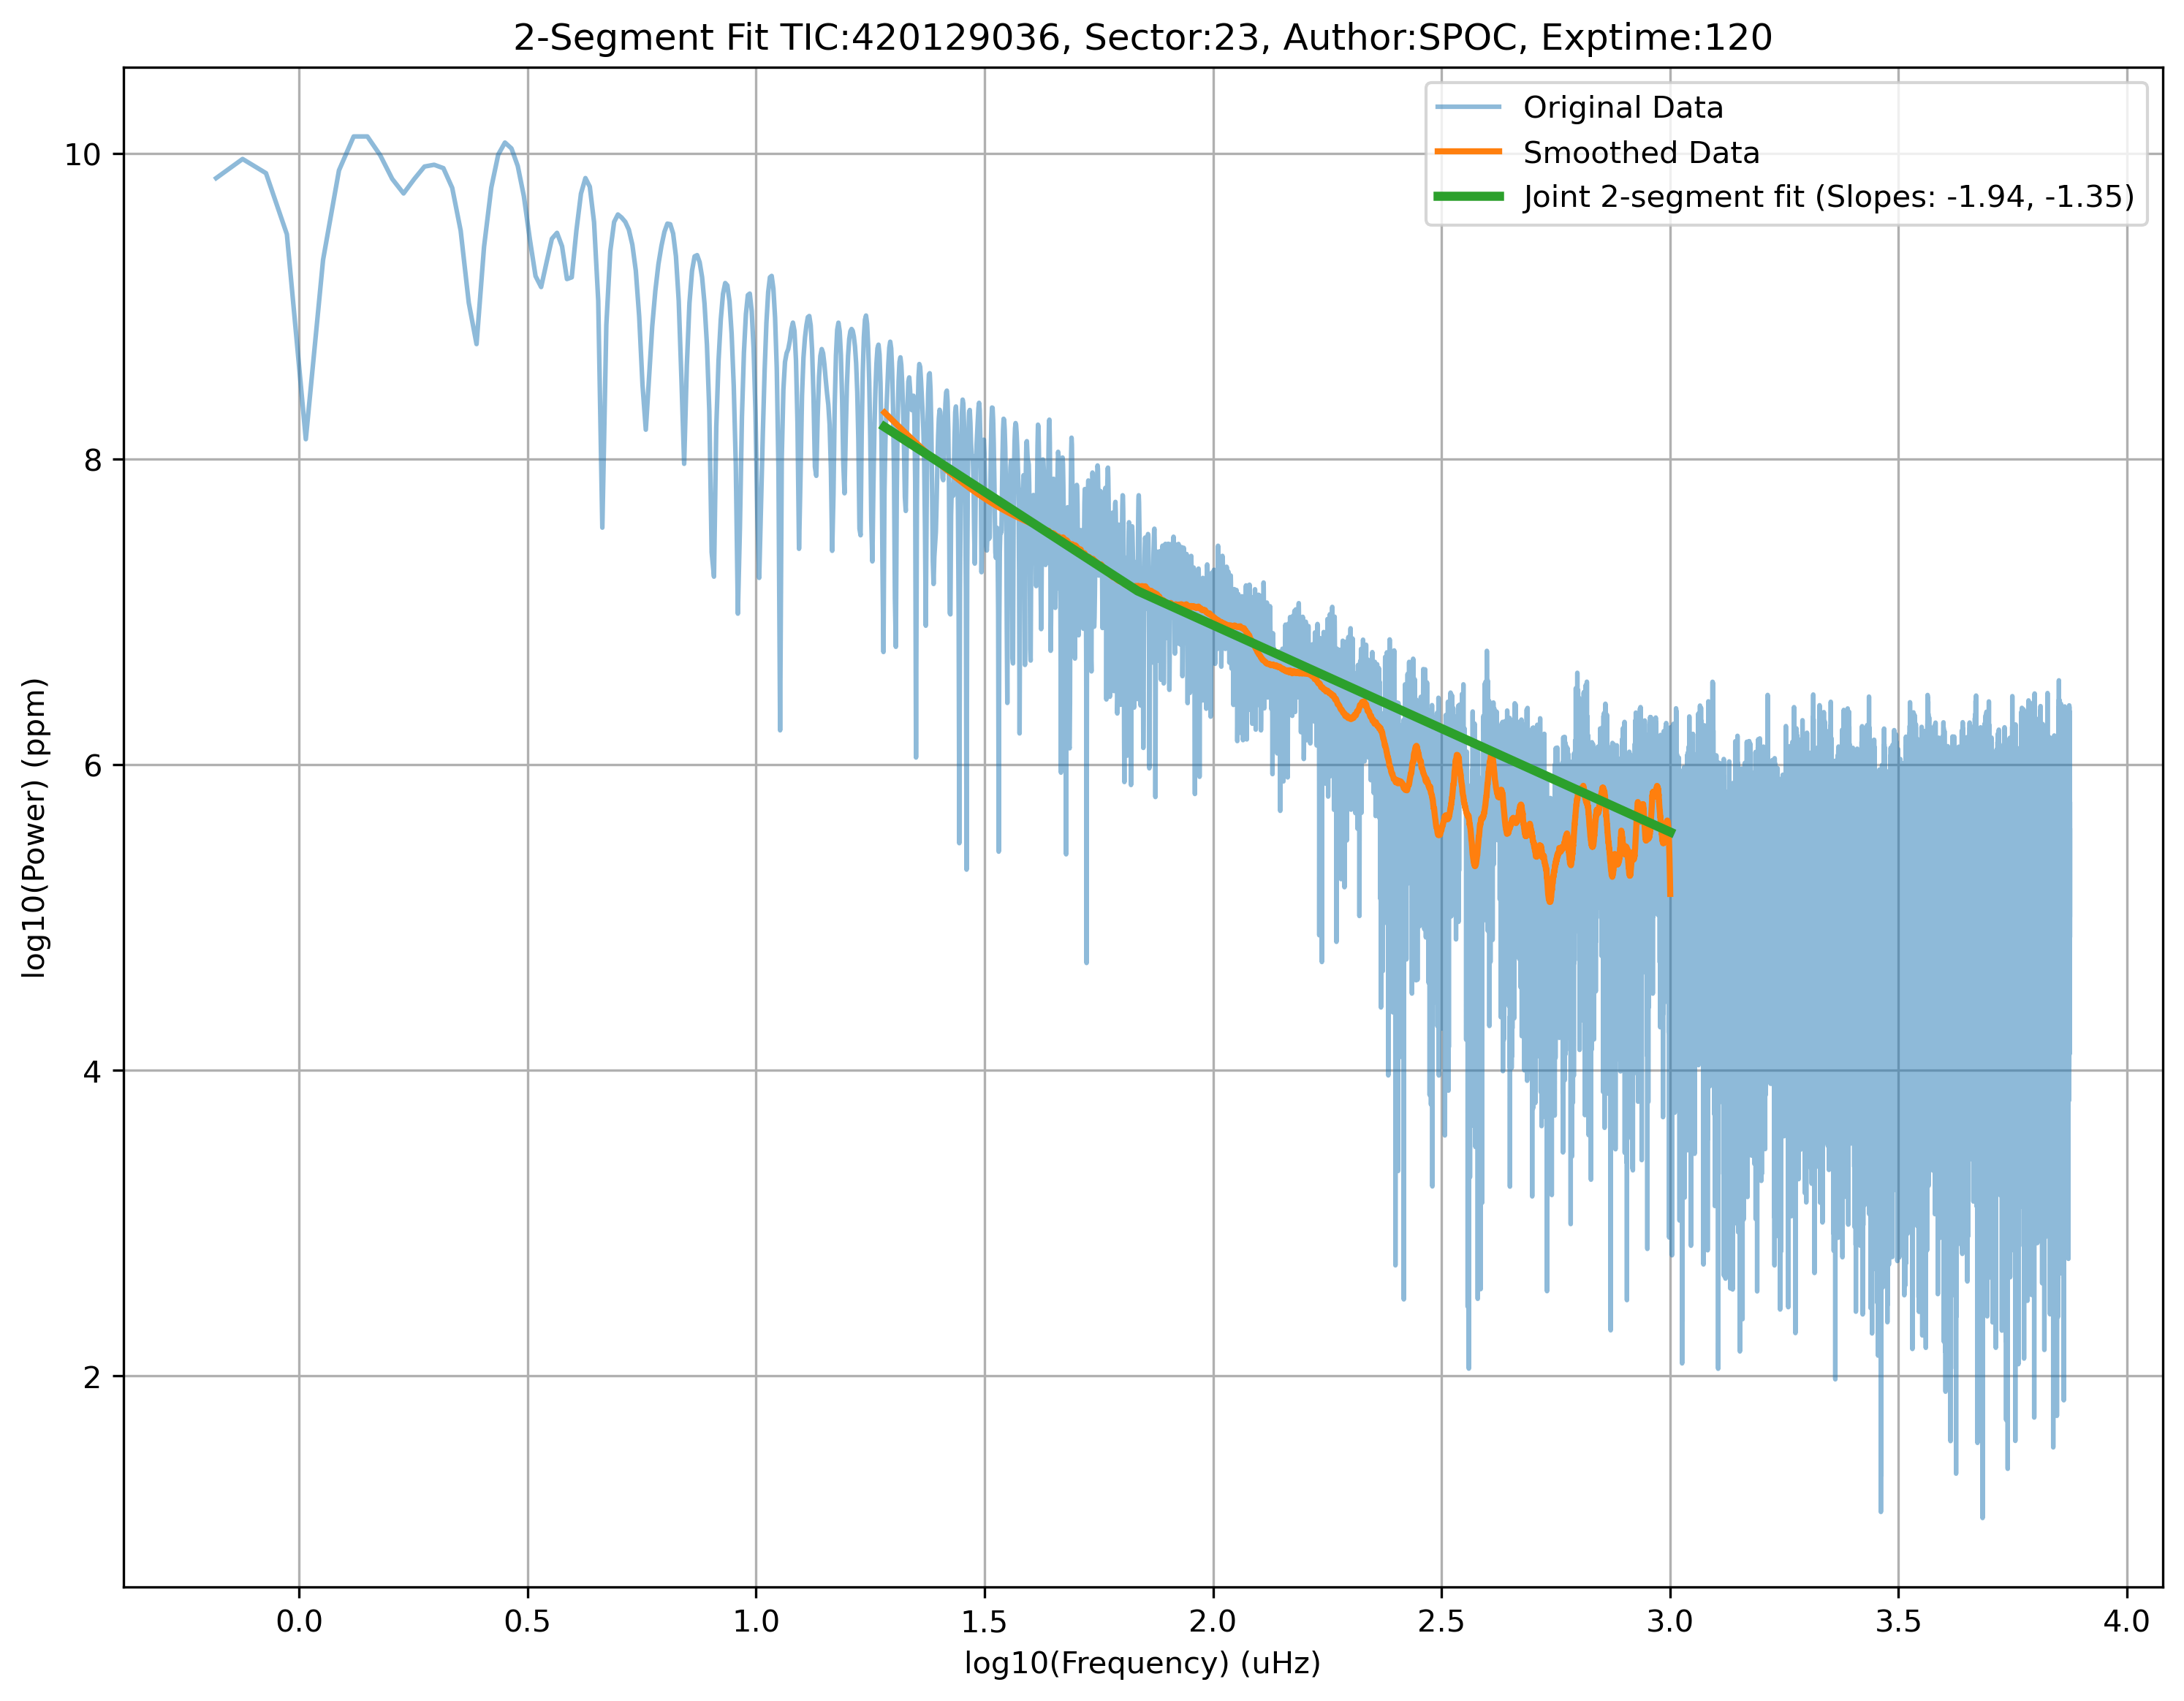 2-Segment Fit TIC:420129036, Sector:23, Author:SPOC, Exptime:120
Original Data
Smoothed Data
Joint 2-segment fit (Slopes: -1.94, -1.35)
log10(Power) (ppm)
10
8
6
4
2
0.0 0.5 1.0 1.5 2.0 2.5 3.0 3.5 4.0
log10(Frequency) (uHz)